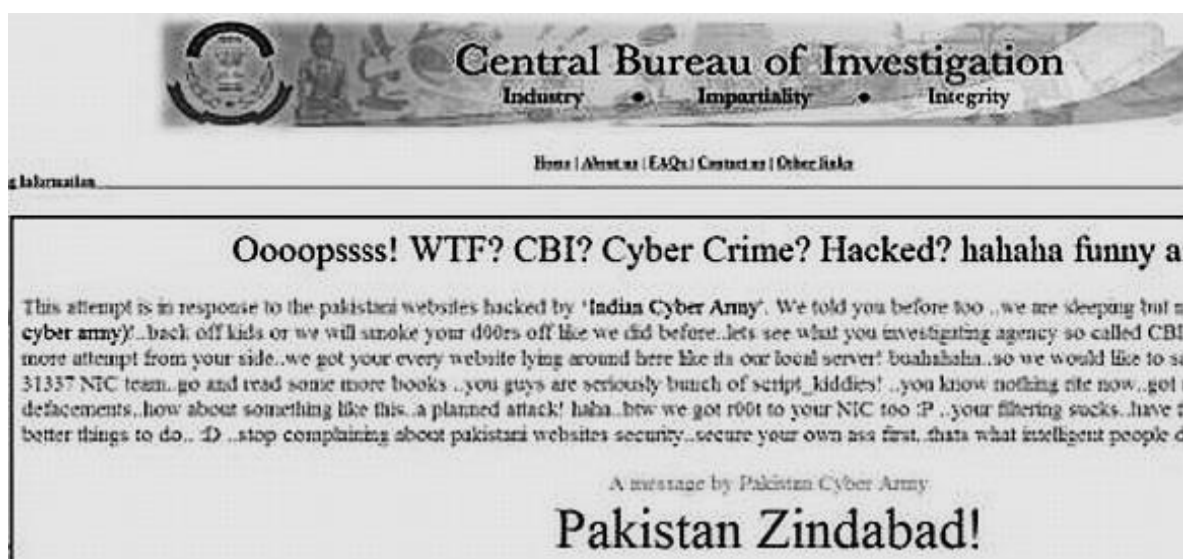 Central Bureau of Investigation
Industry • Impartiality • Integrity
Home | About us | FAQs | Contact us | Other links
g Information
Oooopssss! WTF? CBI? Cyber Crime? Hacked? hahaha funny a
This attempt is in response to the pakistani websites hacked by 'Indian Cyber Army'. We told you before too ..we are sleeping but n
cyber army)!..back off kids or we will smoke your d00rs off like we did before..lets see what you investigating agency so called CBI
more attempt from your side..we got your every website lying around here like its our local server! buahahaha..so we would like to sa
31337 NIC team..go and read some more books ..you guys are seriously bunch of script_kiddies! ..you know nothing rite now..got
defacements..how about something like this..a planned attack! haha..btw we got r00t to your NIC too :P ..your filtering sucks..have
better things to do.. :D ..stop complaining about pakistani websites security..secure your own ass first..thats what intelligent people d
A message by Pakistan Cyber Army
Pakistan Zindabad!